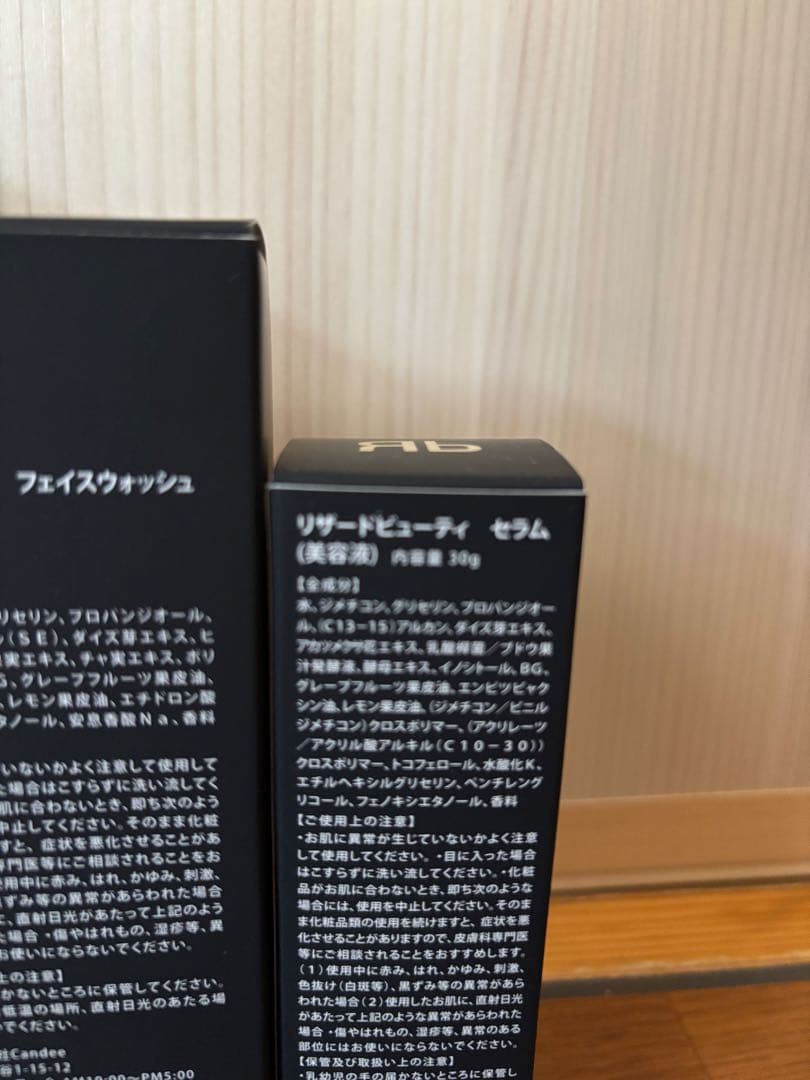 フェイスウォッシュ
リセリン、プロパンジオール、
(SE)、ダイズ芽エキス、ヒ
実エキス、チャ実エキス、ポリ
G、グレープフルーツ果皮油、
レモン果皮油、エチドロン酸
タノール、安息香酸Na、香料
いないかよく注意して使用して
た場合はこすらずに洗い流してく
お肌に合わないとき、即ち次のよう
中止してください。そのまま化粧
すと、症状を悪化させることがあ
専門医等にご相談されることをお
使用中に赤み、はれ、かゆみ、刺激、
黒ずみ等の異常があらわれた場合
に、直射日光があたって上記のよう
た場合・傷やはれもの、湿疹等、異
お使いにならないでください。
上の注意】
かないところに保管してください。
低温の場所、直射日光のあたる場
でください。
社Candee
谷1-15-12
AM10:00〜PM5:00
リザードビューティ セラム
(美容液) 内容量 30g
【全成分】
水、ジメチコン、グリセリン、プロパンジオー
ル、(C13-15)アルカン、ダイズ芽エキス、
アカツメクサ花エキス、乳酸桿菌/ブドウ果
汁発酵液、酵母エキス、イノシトール、BG、
グレープフルーツ果皮油、エンピツビャク
シン油、レモン果皮油、(ジメチコン/ビニル
ジメチコン)クロスポリマー、(アクリレーツ
/アクリル酸アルキル(C10-30))
クロスポリマー、トコフェロール、水酸化K、
エチルヘキシルグリセリン、ペンチレング
リコール、フェノキシエタノール、香料
【ご使用上の注意】
・お肌に異常が生じていないかよく注意
して使用してください。・目に入った場合
はこすらずに洗い流してください。・化粧
品がお肌に合わないとき、即ち次のような
場合には、使用を中止してください。そのま
ま化粧品類の使用を続けますと、症状を悪
化させることがありますので、皮膚科専門医
等にご相談されることをおすすめします。
(1)使用中に赤み、はれ、かゆみ、刺激、
色抜け(白斑等)、黒ずみ等の異常があら
われた場合(2)使用したお肌に、直射日光
があたって上記のような異常があらわれた
場合・傷やはれもの、湿疹等、異常のある
部位にはお使いにならないでください。
【保管及び取扱い上の注意】
・乳幼児の手の届かないところに保管し